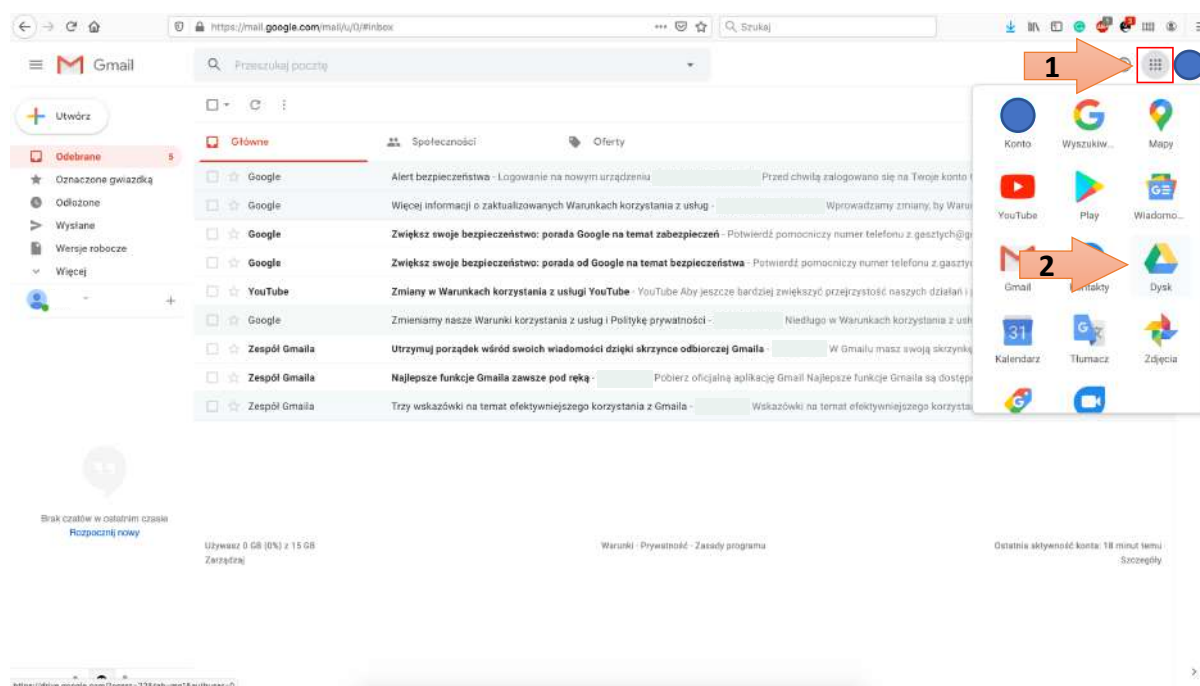 https://mail.google.com/mail/u/0/#inbox
Szukaj
Gmail
Przeszukaj pocztę
1
Utwórz
Główne
Społeczności
Oferty
Odebrane 5
Oznaczone gwiazdką
Odłożone
Wysłane
Wersje robocze
Więcej
Google Alert bezpieczeństwa - Logowanie na nowym urządzeniu Przed chwilą zalogowano się na Twoje konto
Google Więcej informacji o zaktualizowanych Warunkach korzystania z usług - Wprowadzamy zmiany, by
Google Zwiększ swoje bezpieczeństwo: porada Google na temat zabezpieczeń - Potwierdź pomocniczy numer telefonu
Google Zwiększ swoje bezpieczeństwo: porada od Google na temat bezpieczeństwa - Potwierdź pomocniczy numer telefonu
YouTube Zmiany w Warunkach korzystania z usługi YouTube - YouTube Aby jeszcze bardziej zwiększyć przejrzystość naszych działań i
Google Zmieniamy nasze Warunki korzystania z usług i Politykę prywatności - Niedługo w Warunkach korzystania z
Zespół Gmaila Utrzymuj porządek wśród swoich wiadomości dzięki skrzynce odbiorczej Gmaila - W Gmailu masz swoją
Zespół Gmaila Najlepsze funkcje Gmaila zawsze pod ręką - Pobierz oficjalną aplikację Gmail Najlepsze funkcje Gmaila są
Zespół Gmaila Trzy wskazówki na temat efektywniejszego korzystania z Gmaila - Wskazówki na temat efektywniejszego
Konto
Wyszukiw...
Mapy
YouTube
Play
Wiadomo...
2
Gmail
Dysk
31
Kalendarz
Tłumacz
Zdjęcia
Brak czatów w ostatnim czasie
Rozpocznij nowy
Używasz 0 GB (0%) z 15 GB
Zarządzaj
Warunki · Prywatność · Zasady programu
Ostatnia aktywność konta: 18 minut temu
Szczegóły